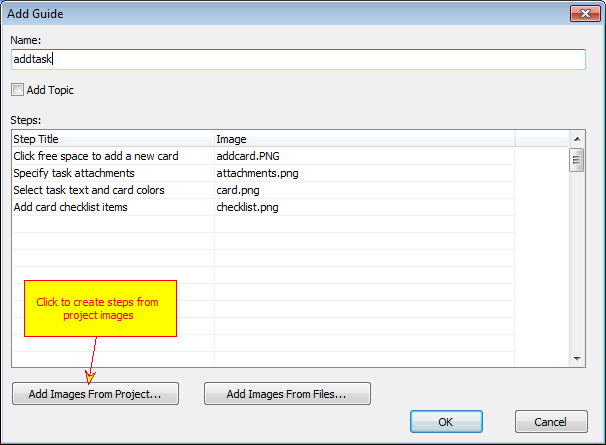 Add Guide
Name:
addtask
Add Topic
Steps:
Step Title Image
Click free space to add a new card addcard.PNG
Specify task attachments attachments.png
Select task text and card colors card.png
Add card checklist items checklist.png
Click to create steps from
project images
Add Images From Project... Add Images From Files...
OK Cancel